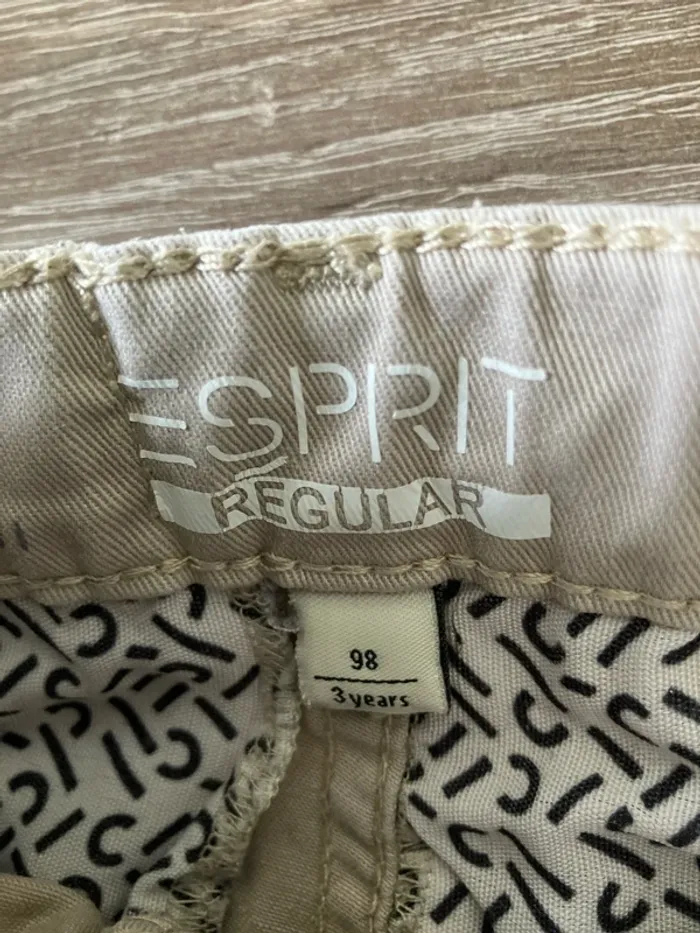 ESPRIT
REGULAR
98
3 years